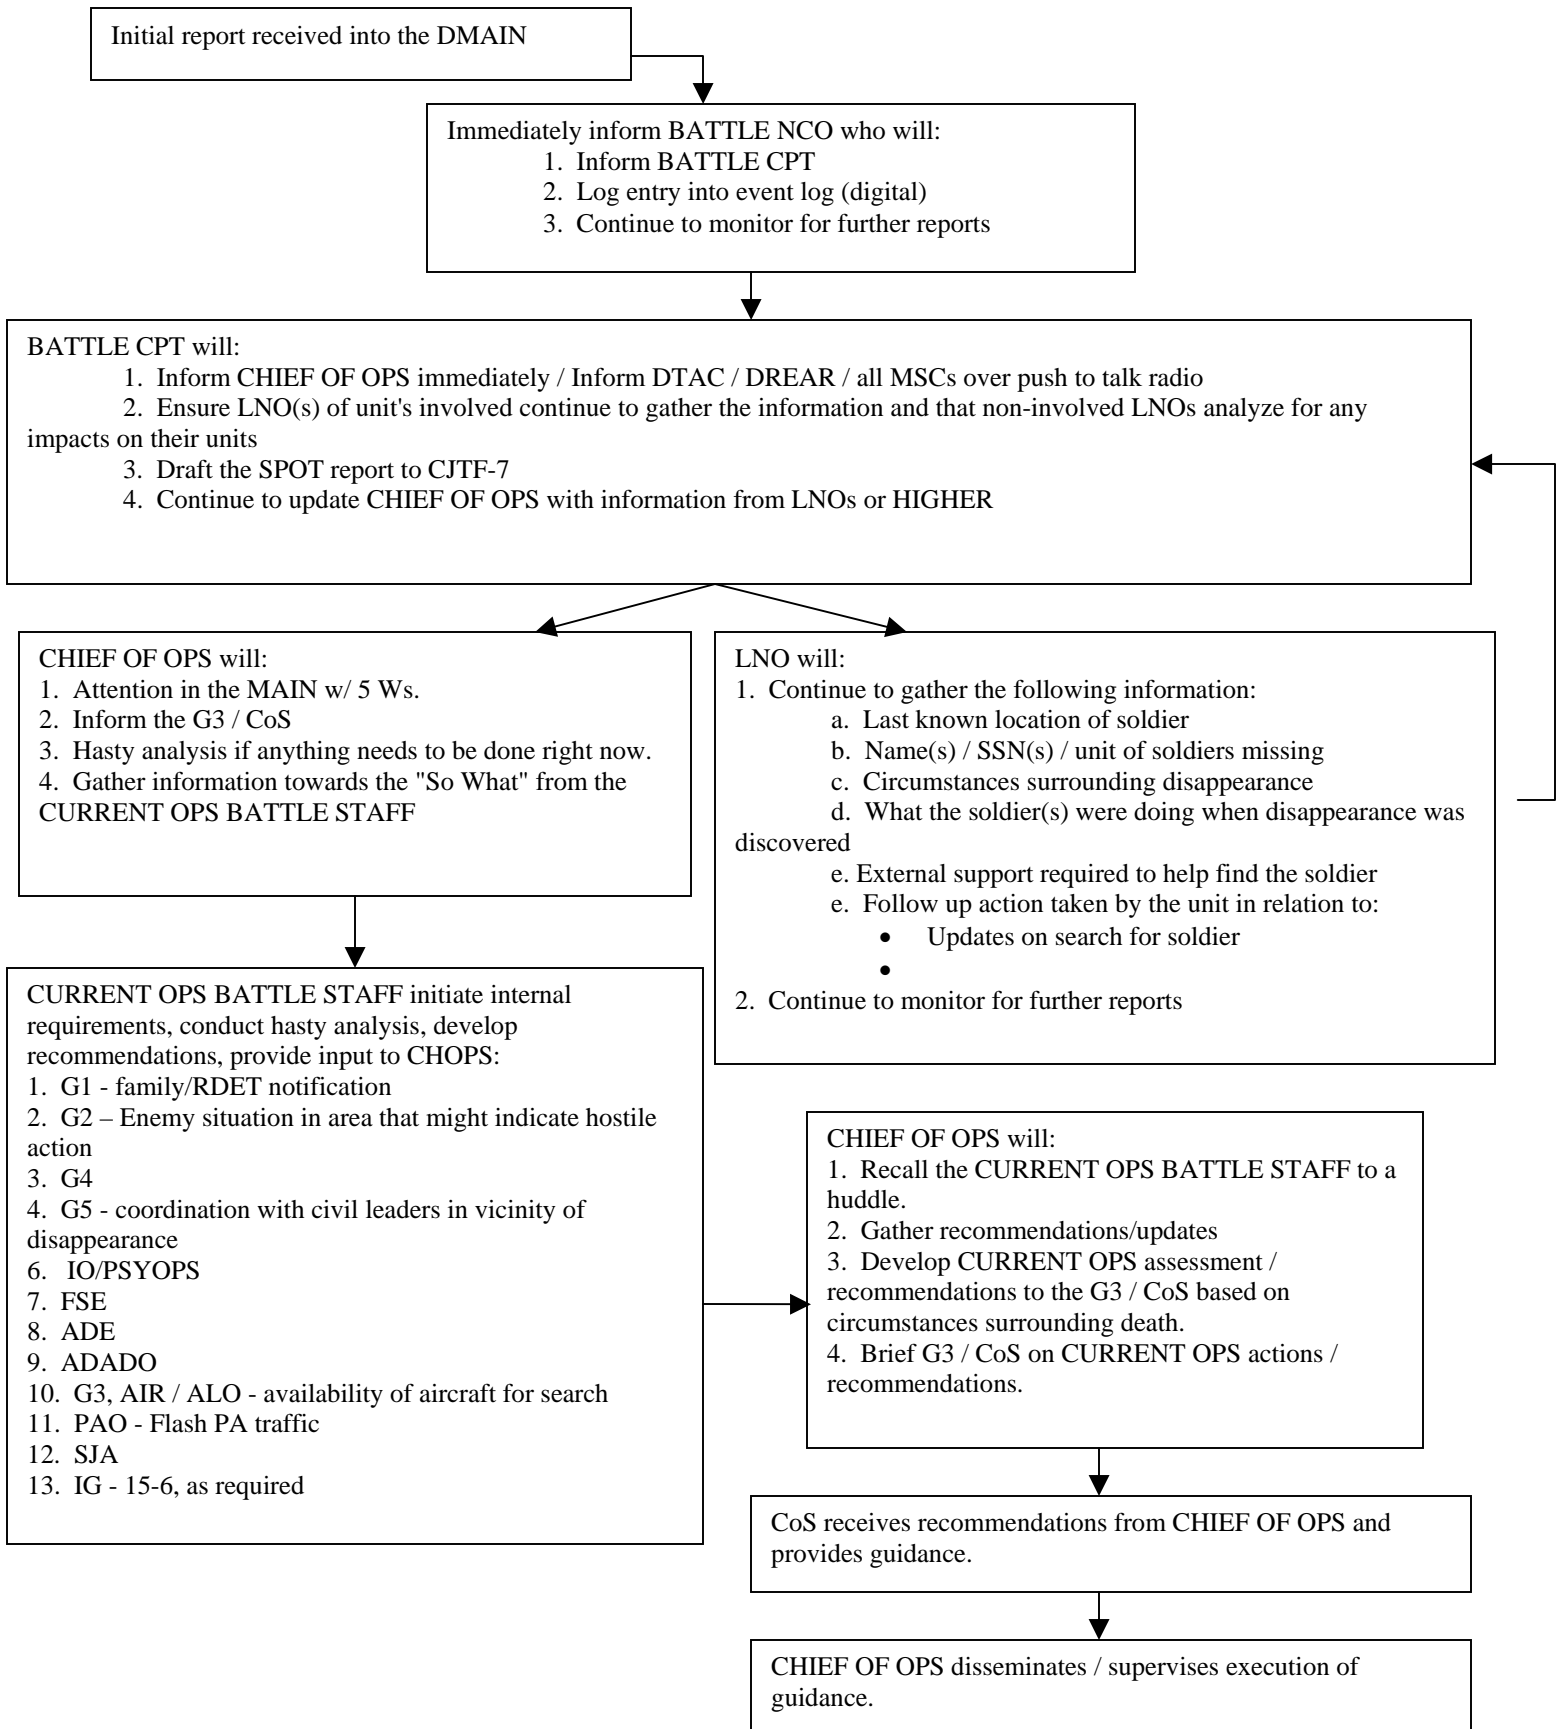 Initial report received into the DMAIN
Immediately inform BATTLE NCO who will:
1. Inform BATTLE CPT
2. Log entry into event log (digital)
3. Continue to monitor for further reports
BATTLE CPT will:
1. Inform CHIEF OF OPS immediately / Inform DTAC / DREAR / all MSCs over push to talk radio
2. Ensure LNO(s) of unit's involved continue to gather the information and that non-involved LNOs analyze for any
impacts on their units
3. Draft the SPOT report to CJTF-7
4. Continue to update CHIEF OF OPS with information from LNOs or HIGHER
CHIEF OF OPS will:
1. Attention in the MAIN w/ 5 Ws.
2. Inform the G3 / CoS
3. Hasty analysis if anything needs to be done right now.
4. Gather information towards the "So What" from the
CURRENT OPS BATTLE STAFF
LNO will:
1. Continue to gather the following information:
a. Last known location of soldier
b. Name(s) / SSN(s) / unit of soldiers missing
c. Circumstances surrounding disappearance
d. What the soldier(s) were doing when disappearance was
discovered
e. External support required to help find the soldier
e. Follow up action taken by the unit in relation to:
• Updates on search for soldier
•
2. Continue to monitor for further reports
CURRENT OPS BATTLE STAFF initiate internal
requirements, conduct hasty analysis, develop
recommendations, provide input to CHOPS:
1. G1 - family/RDET notification
2. G2 – Enemy situation in area that might indicate hostile
action
3. G4
4. G5 - coordination with civil leaders in vicinity of
disappearance
6. IO/PSYOPS
7. FSE
8. ADE
9. ADADO
10. G3, AIR / ALO - availability of aircraft for search
11. PAO - Flash PA traffic
12. SJA
13. IG - 15-6, as required
CHIEF OF OPS will:
1. Recall the CURRENT OPS BATTLE STAFF to a
huddle.
2. Gather recommendations/updates
3. Develop CURRENT OPS assessment /
recommendations to the G3 / CoS based on
circumstances surrounding death.
4. Brief G3 / CoS on CURRENT OPS actions /
recommendations.
CoS receives recommendations from CHIEF OF OPS and
provides guidance.
CHIEF OF OPS disseminates / supervises execution of
guidance.